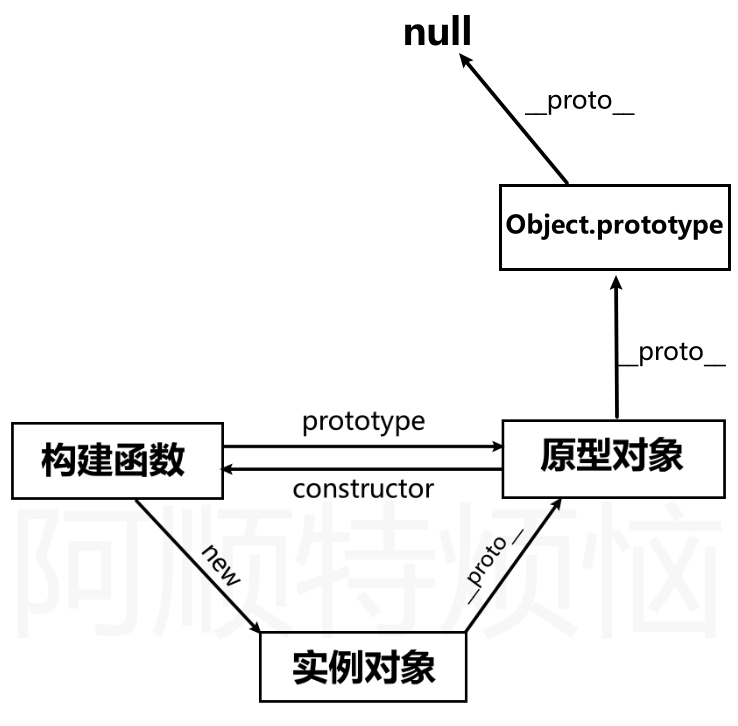 null
__proto__
Object.prototype
__proto__
prototype
构建函数
原型对象
constructor
new
__proto__
实例对象
阿顺特烦恼